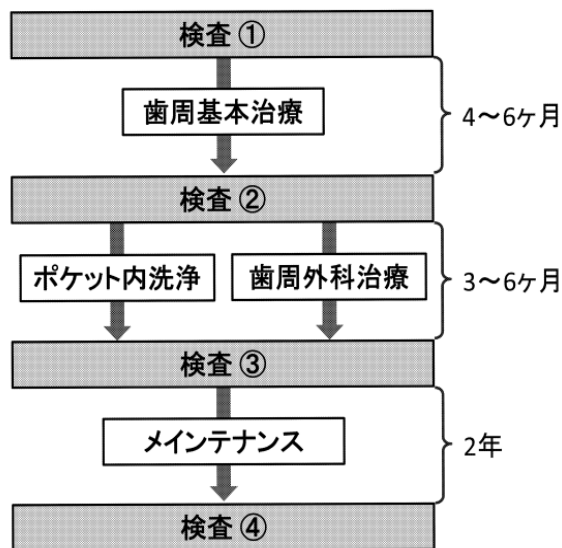 検査①
歯周基本治療
4～6ヶ月
検査②
ポケット内洗浄
歯周外科治療
3～6ヶ月
検査③
メインテナンス
2年
検査④